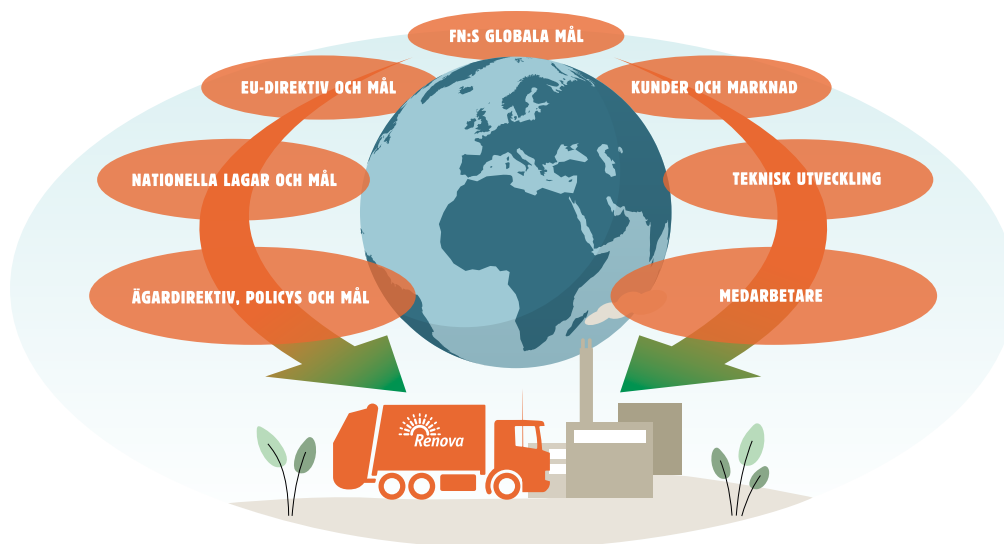 FN:S GLOBALA MÅL
EU-DIREKTIV OCH MÅL
KUNDER OCH MARKNAD
NATIONELLA LAGAR OCH MÅL
TEKNISK UTVECKLING
ÄGARDIREKTIV, POLICYS OCH MÅL
MEDARBETARE
Renova